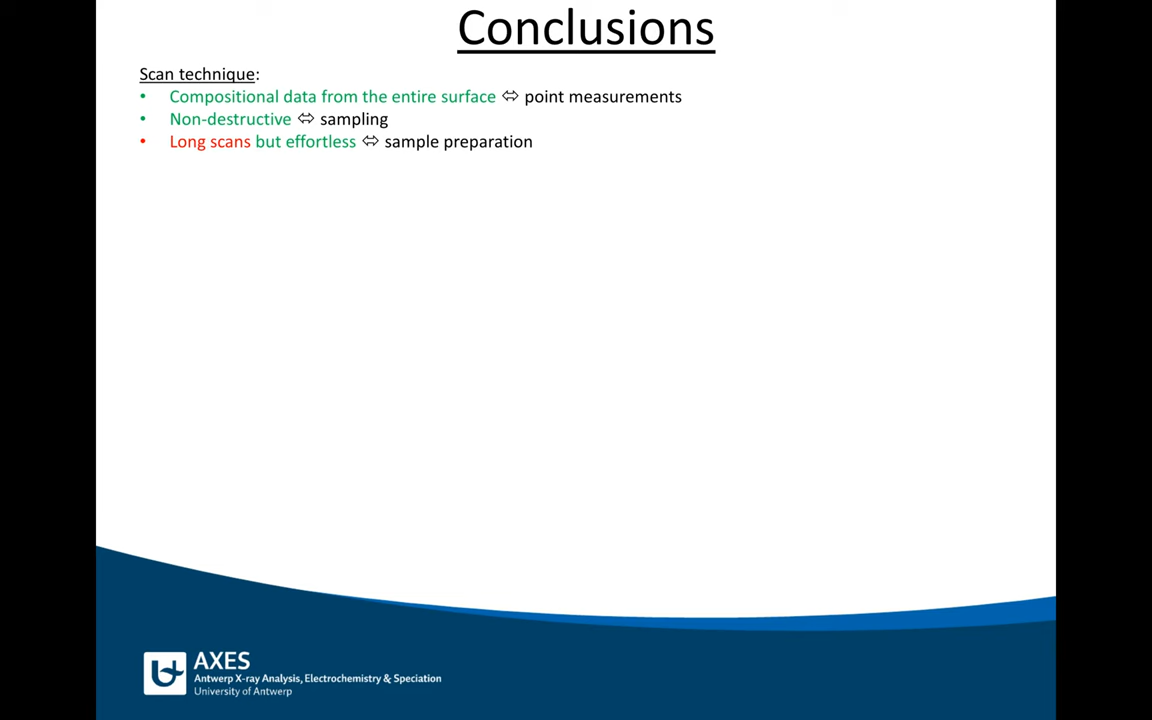 Conclusions
Scan technique:
• Compositional data from the entire surface ⬄ point measurements
• Non-destructive ⬄ sampling
• Long scans but effortless ⬄ sample preparation
AXES
Antwerp X-ray Analysis, Electrochemistry & Speciation
University of Antwerp